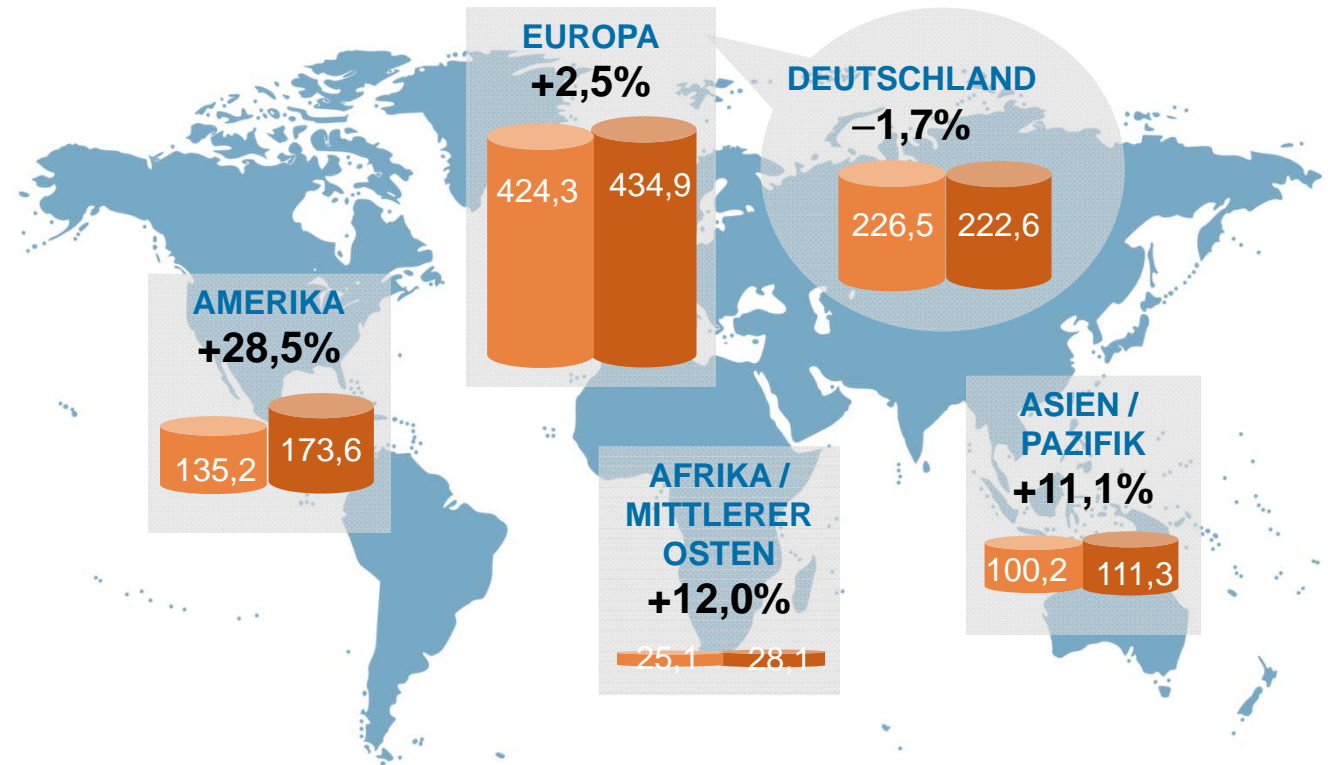 EUROPA
+2,5%
424,3 434,9
DEUTSCHLAND
–1,7%
226,5 222,6
AMERIKA
+28,5%
135,2 173,6
AFRIKA /
MITTLERER
OSTEN
+12,0%
25,1 28,1
ASIEN /
PAZIFIK
+11,1%
100,2 111,3